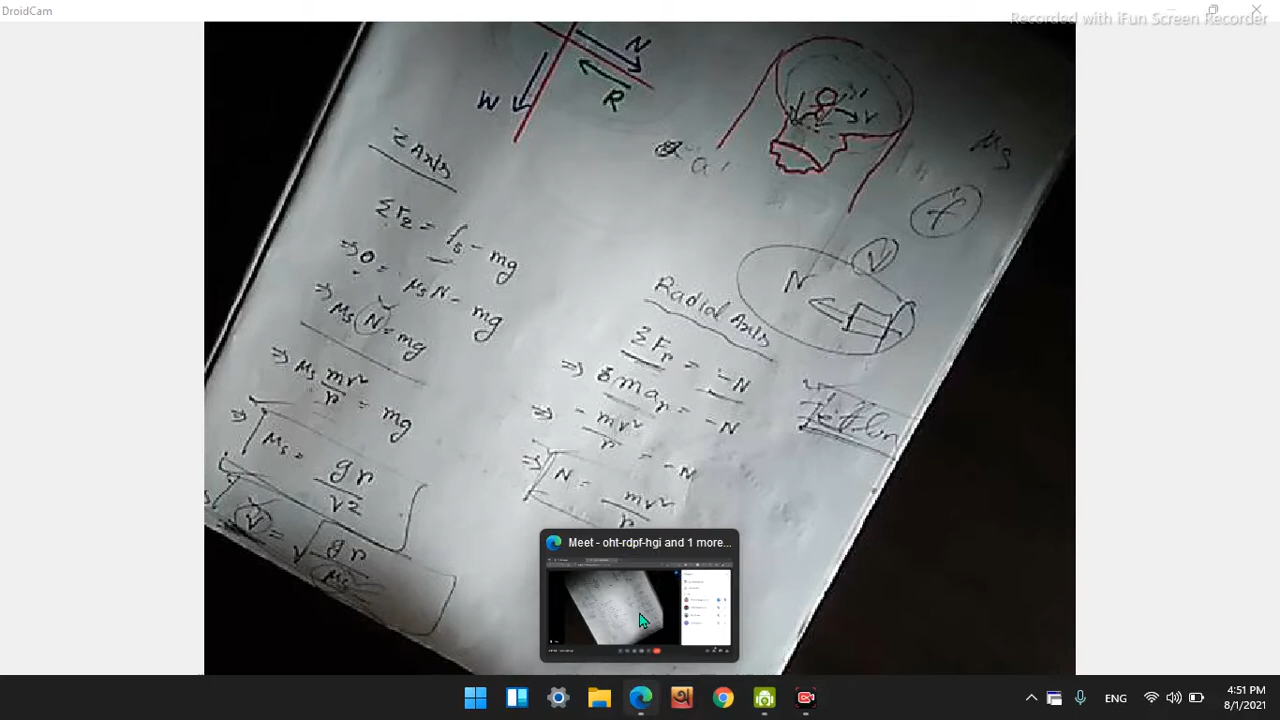 DroidCam
Recorded with iFun Screen Recorder
N
R
W
μs
Z Axis
ΣFz = fs - mg
⇒ 0 = μsN - mg
⇒ μs N = mg
⇒ μs mv²/r = mg
⇒ μs = gr/v²
v = √gr/μs
f
v
N
Radial Axis
ΣFr = -N
⇒ mar = -N
⇒ -mv²/r = -N
⇒ N = mv²/r
Meet - oht-rdpf-hgi and 1 more...
ENG
4:51 PM
8/1/2021